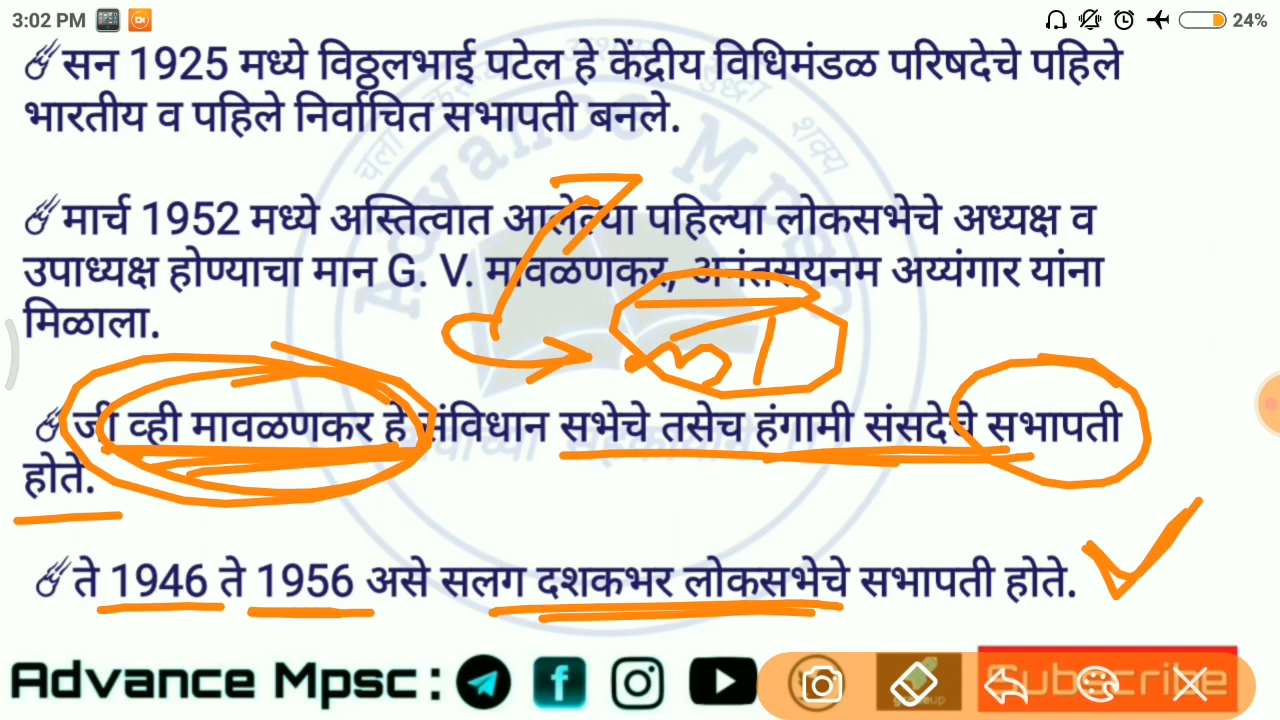 3:02 PM 24%
सन 1925 मध्ये विठ्ठलभाई पटेल हे केंद्रीय विधिमंडळ परिषदेचे पहिले
भारतीय व पहिले निर्वाचित सभापती बनले.
मार्च 1952 मध्ये अस्तित्वात आलेल्या पहिल्या लोकसभेचे अध्यक्ष व
उपाध्यक्ष होण्याचा मान G. V. मावळणकर, अनंतसयनम अय्यंगार यांना
मिळाला.
जी व्ही मावळणकर हे संविधान सभेचे तसेच हंगामी संसदेचे सभापती
होते.
ते 1946 ते 1956 असे सलग दशकभर लोकसभेचे सभापती होते.
Advance Mpsc :
Subscribe
Advance Mpsc